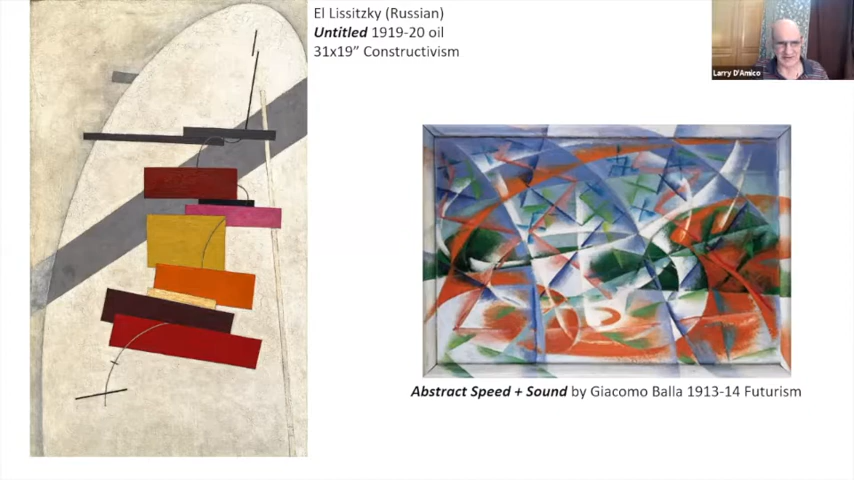 El Lissitzky (Russian)
Untitled 1919-20 oil
31x19” Constructivism
Larry D'Amico
Abstract Speed + Sound by Giacomo Balla 1913-14 Futurism